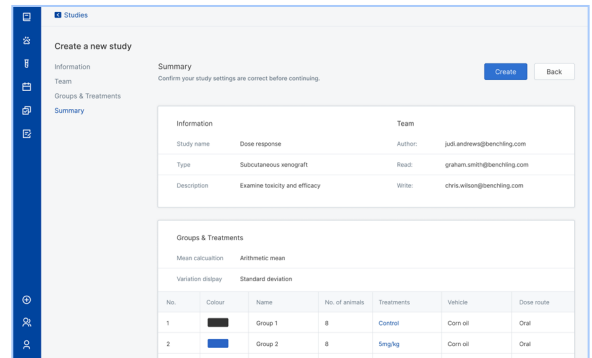 Studies
Create a new study
Information
Team
Groups & Treatments
Summary
Summary
Confirm your study settings are correct before continuing.
Create
Back
Information
Study name Dose response
Type Subcutaneous xenograft
Description Examine toxicity and efficacy
Team
Author: judi.andrews@benchling.com
Read: graham.smith@benchling.com
Write: chris.wilson@benchling.com
Groups & Treatments
Mean calcualtion Arithmetic mean
Variation dislpay Standard deviation
No. Colour Name No. of animals Treatments Vehicle Dose route
1 Group 1 8 Control Corn oil Oral
2 Group 2 8 5mg/kg Corn oil Oral